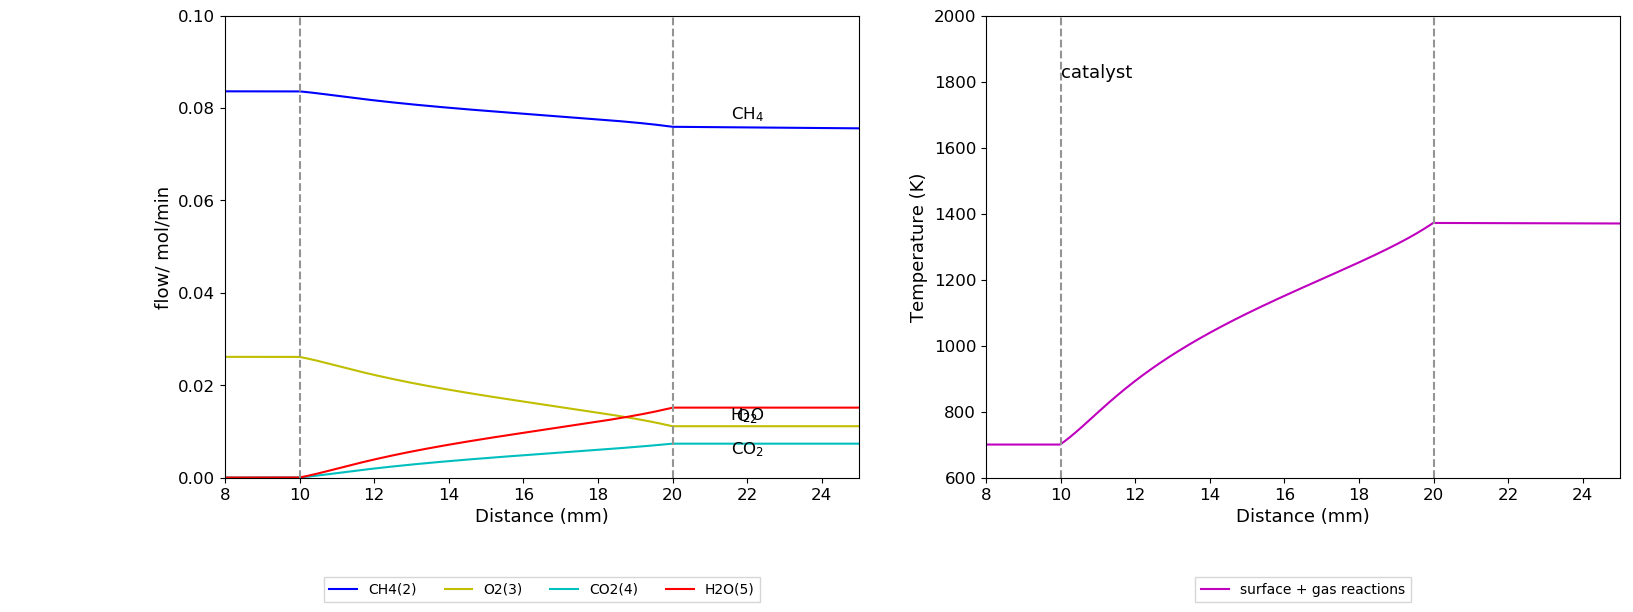 0.10
0.08
0.06
0.04
0.02
0.00
flow/ mol/min
8 10 12 14 16 18 20 22 24
Distance (mm)
CH₄
H₂O
O₂
CO₂
CH4(2) O2(3) CO2(4) H2O(5)
2000
1800
1600
1400
1200
1000
800
600
Temperature (K)
catalyst
8 10 12 14 16 18 20 22 24
Distance (mm)
surface + gas reactions